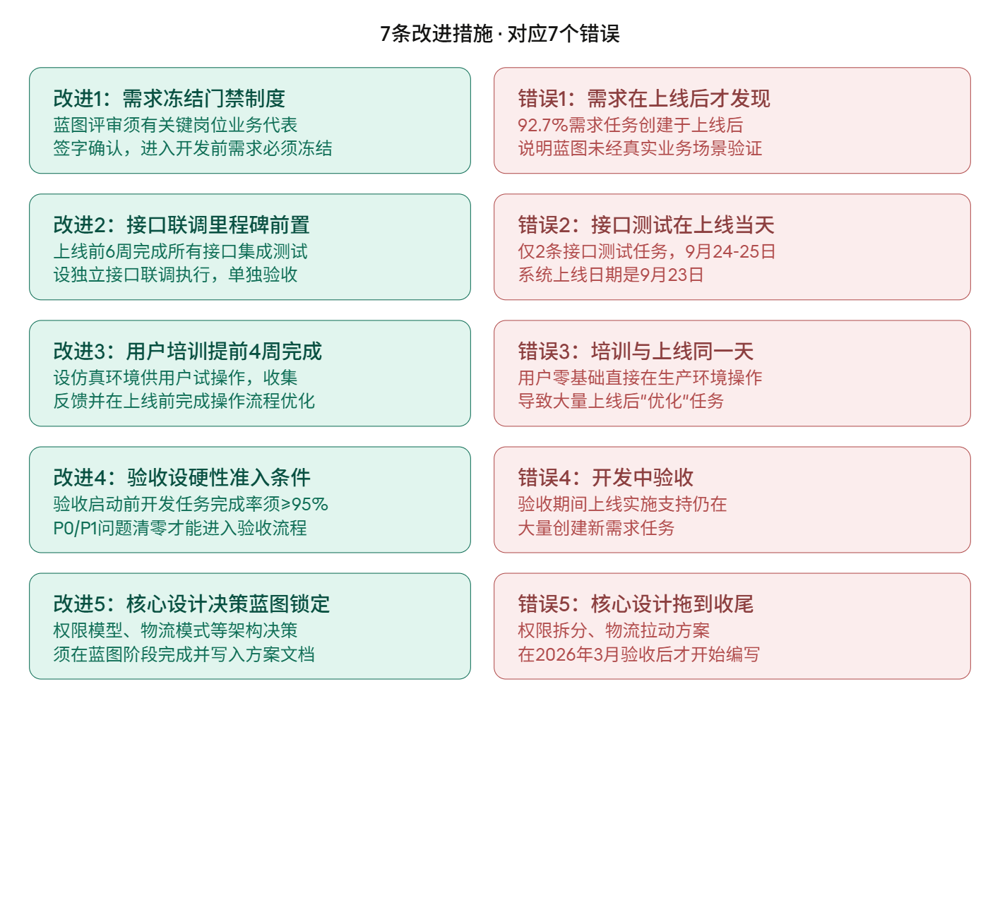 7条改进措施 · 对应7个错误
改进1：需求冻结门禁制度
蓝图评审须有关键岗位业务代表
签字确认，进入开发前需求必须冻结
错误1：需求在上线后才发现
92.7%需求任务创建于上线后
说明蓝图未经真实业务场景验证
改进2：接口联调里程碑前置
上线前6周完成所有接口集成测试
设独立接口联调执行，单独验收
错误2：接口测试在上线当天
仅2条接口测试任务，9月24-25日
系统上线日期是9月23日
改进3：用户培训提前4周完成
设仿真环境供用户试操作，收集
反馈并在上线前完成操作流程优化
错误3：培训与上线同一天
用户零基础直接在生产环境操作
导致大量上线后"优化"任务
改进4：验收设硬性准入条件
验收启动前开发任务完成率须≥95%
P0/P1问题清零才能进入验收流程
错误4：开发中验收
验收期间上线实施支持仍在
大量创建新需求任务
改进5：核心设计决策蓝图锁定
权限模型、物流模式等架构决策
须在蓝图阶段完成并写入方案文档
错误5：核心设计拖到收尾
权限拆分、物流拉动方案
在2026年3月验收后才开始编写